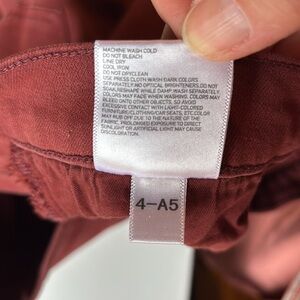 MACHINE WASH COLD
DO NOT BLEACH
LINE DRY
COOL IRON
DO NOT DRYCLEAN
USE PRESS CLOTH.WASH DARK COLORS
SEPARATELY.NO OPTICAL BRIGHTENERS.DO NOT
SOAK.RESHAPE WHILE DAMP.WASH SEPARATELY.
COLORS MAY FADE WHEN WASHING. COLORS MAY
BLEED ONTO OTHER OBJECTS, SO AVOID
EXCESSIVE CONTACT WITH LIGHT-COLORED
FURNITURE/CLOTHING/CAR SEATS, ETC.COLOR
MAY RUB OFF DUE TO THE NATURE OF THE
FABRIC. PROLONGED EXPOSURE TO DIRECT
SUNLIGHT OR ARTIFICIAL LIGHT MAY CAUSE
DISCOLORATION.
4-A5